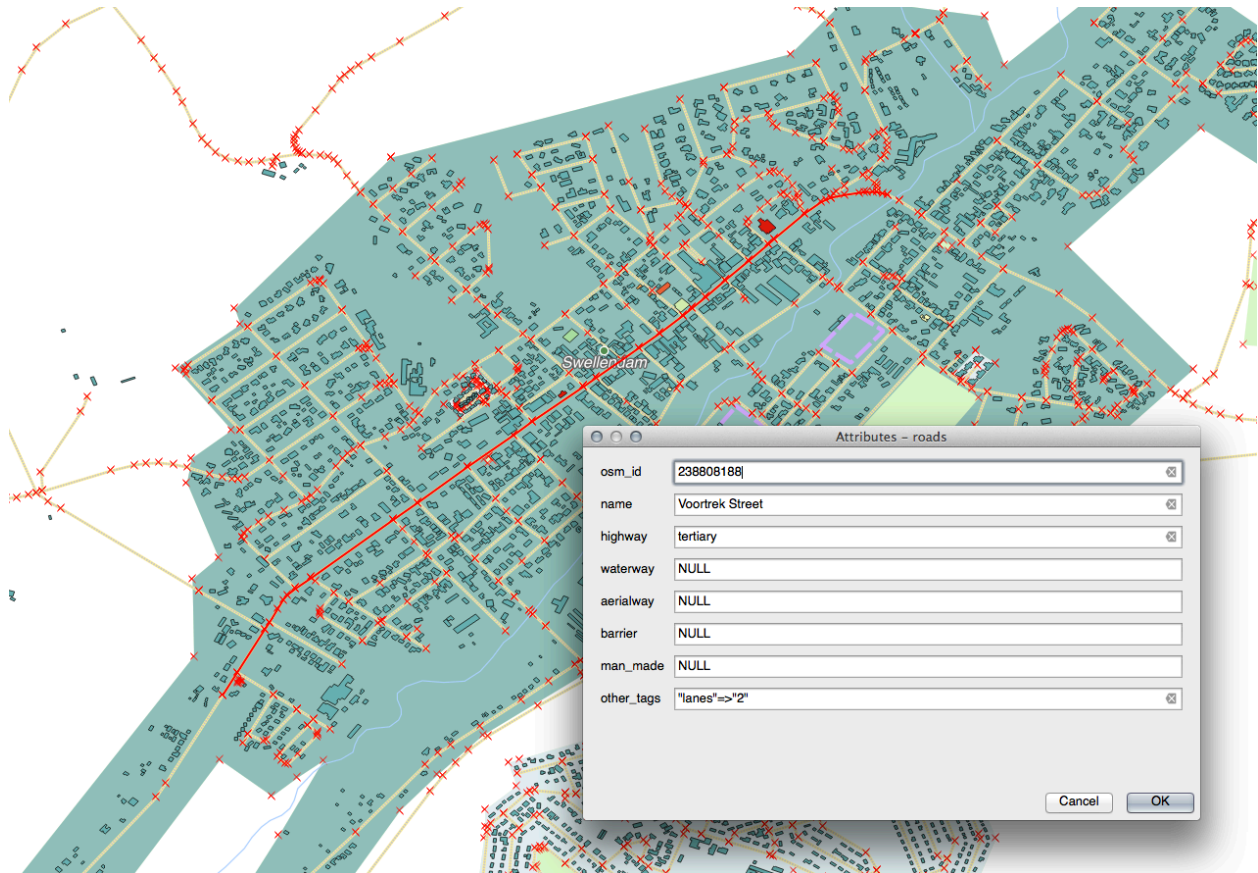 Swellendam
Attributes – roads
osm_id 238808188
name Voortrek Street
highway tertiary
waterway NULL
aerialway NULL
barrier NULL
man_made NULL
other_tags "lanes"=>"2"
Cancel OK